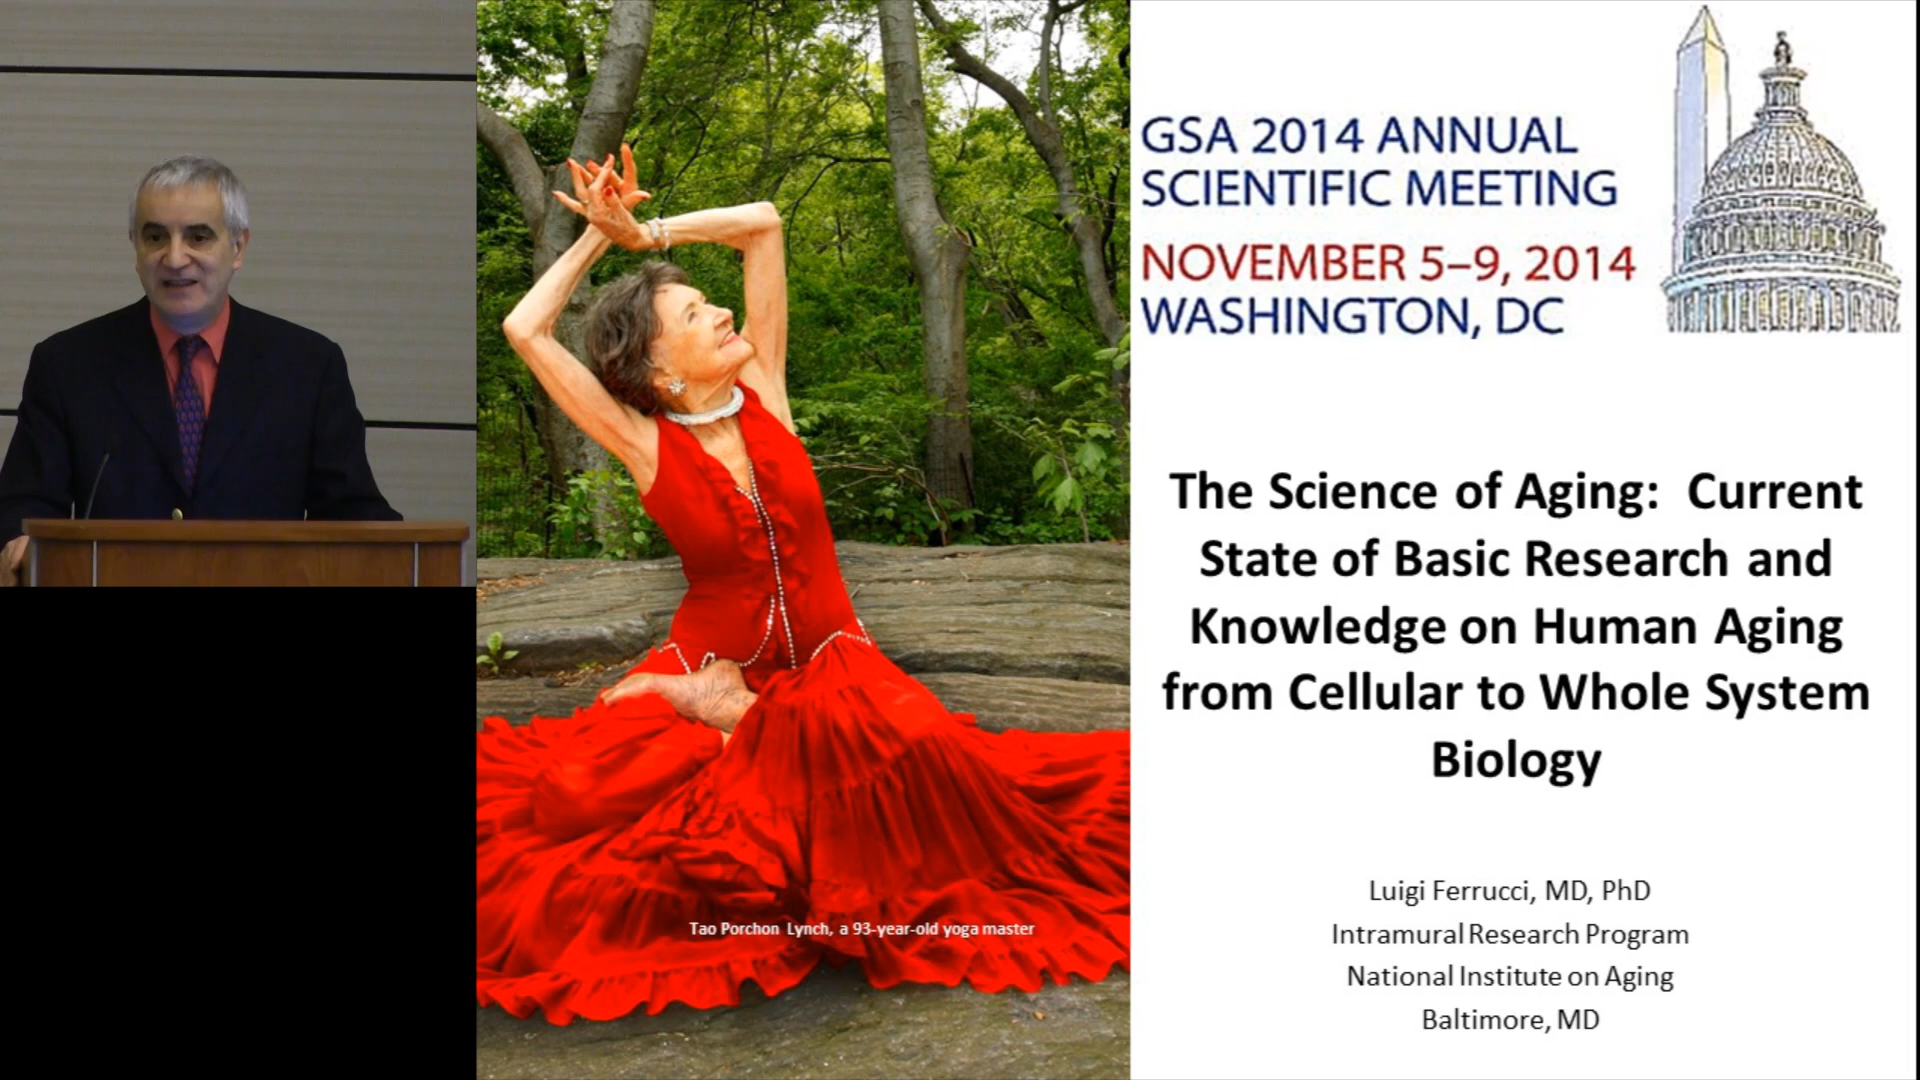 GSA 2014 ANNUAL
SCIENTIFIC MEETING
NOVEMBER 5–9, 2014
WASHINGTON, DC
The Science of Aging:  Current
State of Basic Research and
Knowledge on Human Aging
from Cellular to Whole System
Biology
Luigi Ferrucci, MD, PhD
Intramural Research Program
National Institute on Aging
Baltimore, MD
Tao Porchon Lynch, a 93-year-old yoga master